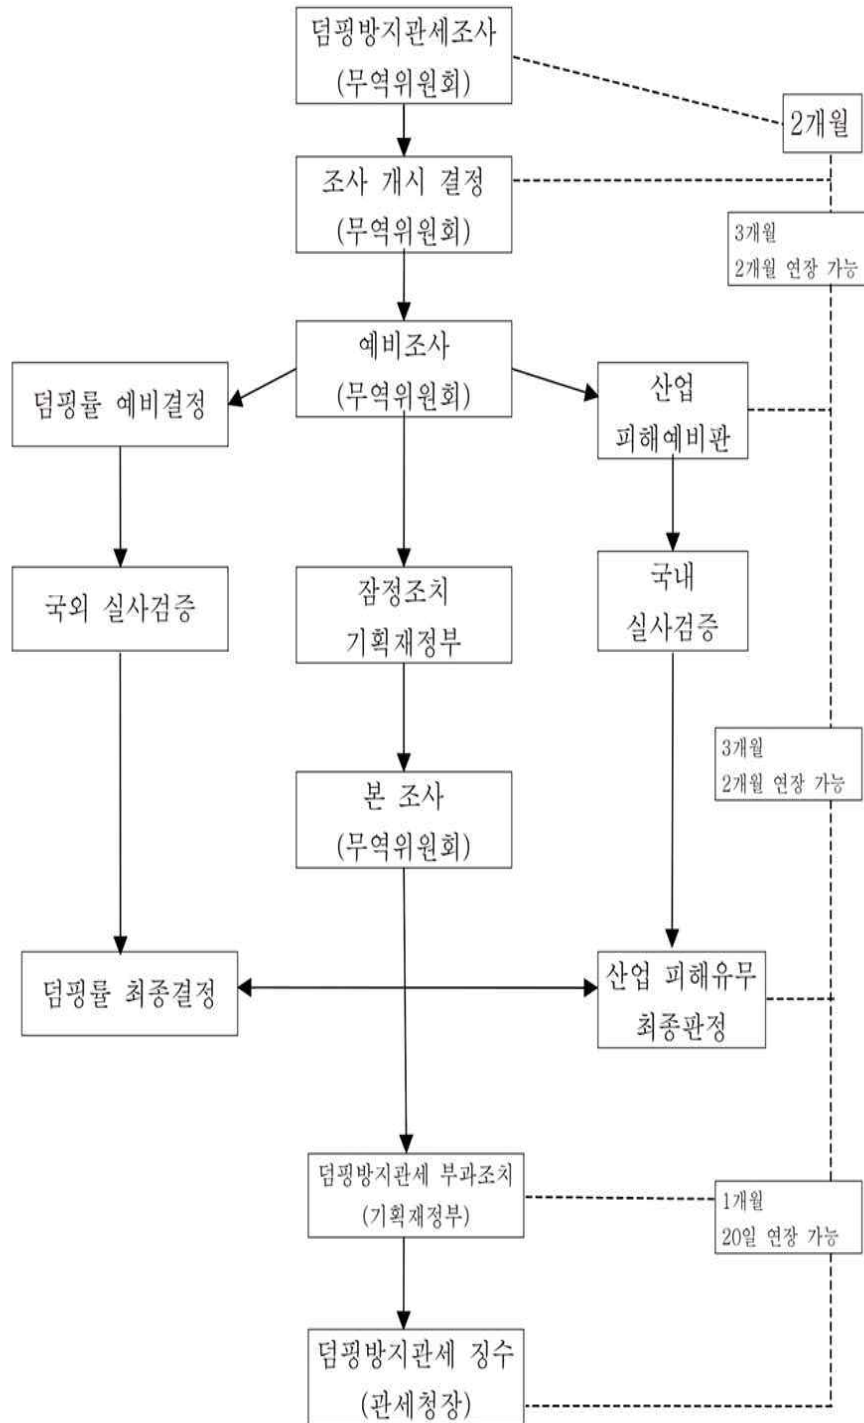 덤핑방지관세조사
(무역위원회)
2개월
조사 개시 결정
(무역위원회)
3개월
2개월 연장 가능
예비조사
(무역위원회)
덤핑률 예비결정
산업
피해예비판
국외 실사검증
잠정조치
기획재정부
국내
실사검증
3개월
2개월 연장 가능
본 조사
(무역위원회)
덤핑률 최종결정
산업 피해유무
최종판정
덤핑방지관세 부과조치
(기획재정부)
1개월
20일 연장 가능
덤핑방지관세 징수
(관세청장)